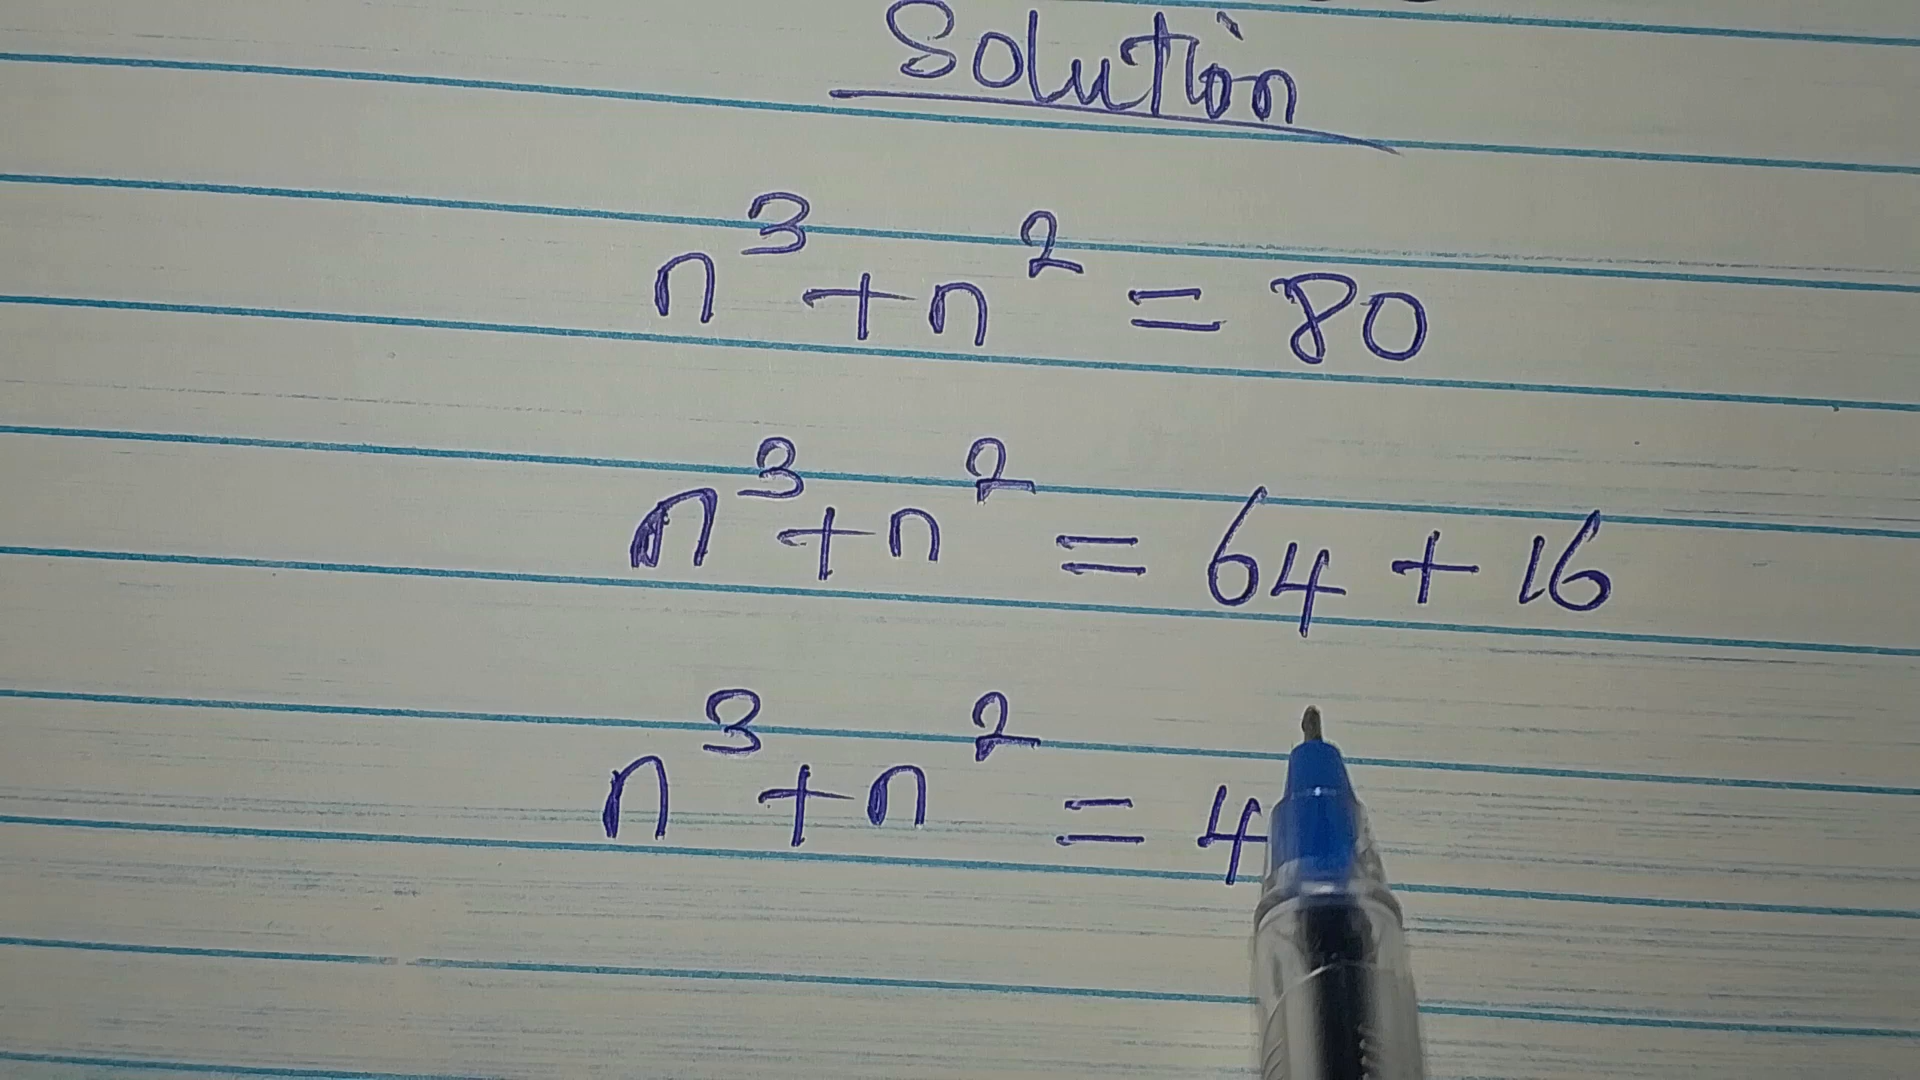 Solution
n³+n² = 80
n³+n² = 64 + 16
n³+n² = 4